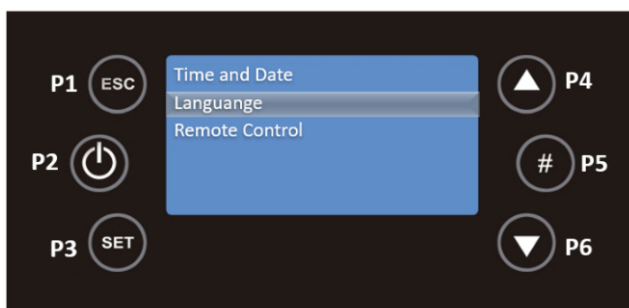 P1 ESC
Time and Date
P4
Languange
Remote Control
P2
# P5
P3 SET
P6